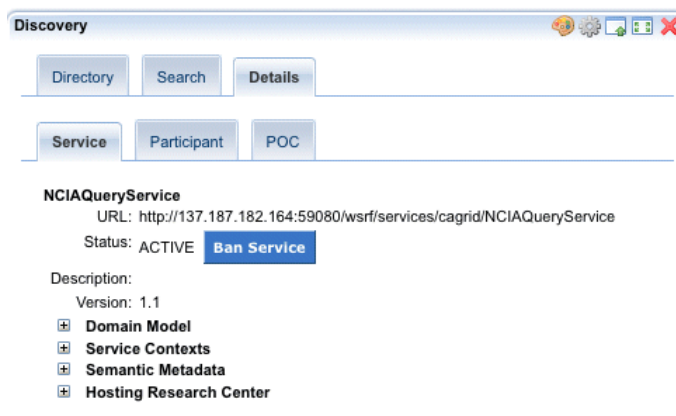 Discovery
Directory Search Details
Service Participant POC
NCIAQueryService
URL: http://137.187.182.164:59080/wsrf/services/cagrid/NCIAQueryService
Status: ACTIVE Ban Service
Description:
Version: 1.1
Domain Model
Service Contexts
Semantic Metadata
Hosting Research Center